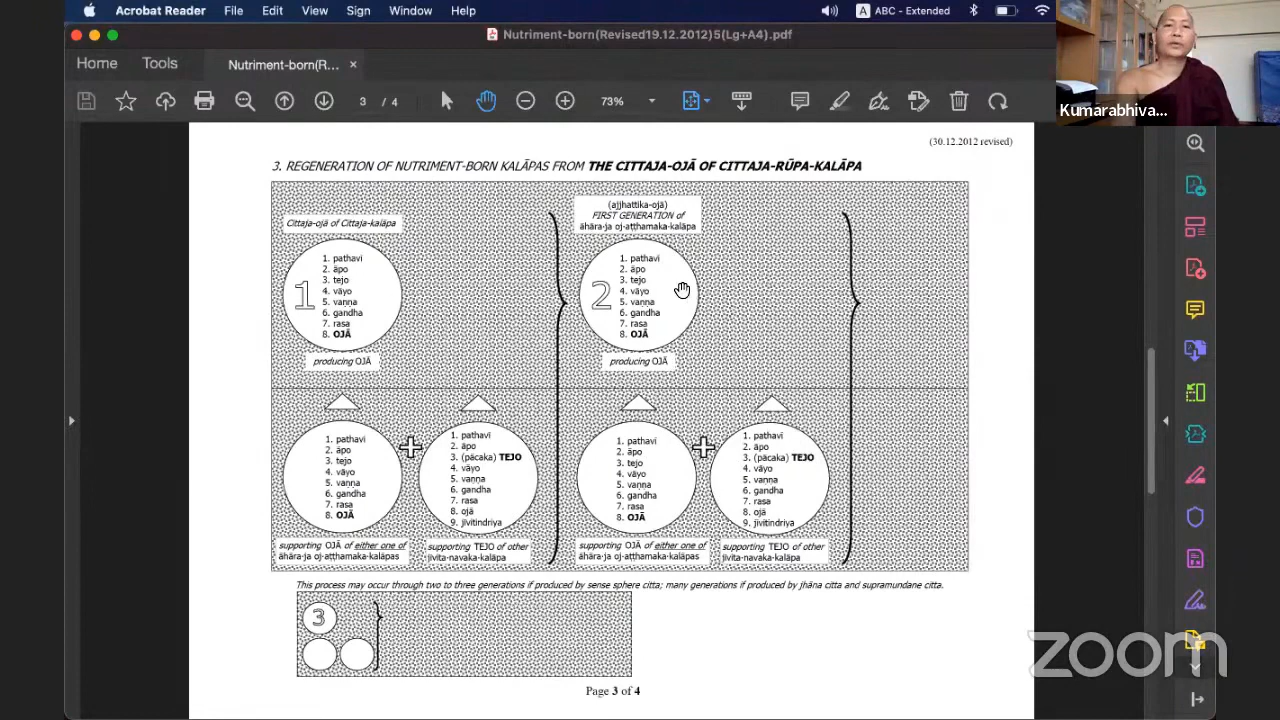 Acrobat Reader File Edit View Sign Window Help
A ABC - Extended
Nutriment-born(Revised19.12.2012)5(Lg+A4).pdf
Home Tools Nutriment-born(R... ×
3 / 4 73%
Kumarabhiva...
(30.12.2012 revised)
3. REGENERATION OF NUTRIMENT-BORN KALĀPAS FROM THE CITTAJA-OJĀ OF CITTAJA-RŪPA-KALĀPA
Cittaja-ojā of Cittaja-kalāpa
1
1. pathavi
2. āpo
3. tejo
4. vāyo
5. vaṇṇa
6. gandha
7. rasa
8. OJĀ
producing OJĀ
(ajjhattika-ojā)
FIRST GENERATION of
āhāra·ja oj-aṭṭhamaka·kalāpa
2
1. pathavi
2. āpo
3. tejo
4. vāyo
5. vaṇṇa
6. gandha
7. rasa
8. OJĀ
producing OJĀ
1. pathavi
2. āpo
3. tejo
4. vāyo
5. vaṇṇa
6. gandha
7. rasa
8. OJĀ
supporting OJĀ of either one of
āhāra·ja oj-aṭṭhamaka·kalāpas
1. pathavi
2. āpo
3. (pācaka) TEJO
4. vāyo
5. vaṇṇa
6. gandha
7. rasa
8. ojā
9. jivitindriya
supporting TEJO of other
jivita·navaka·kalāpa
1. pathavi
2. āpo
3. tejo
4. vāyo
5. vaṇṇa
6. gandha
7. rasa
8. OJĀ
supporting OJĀ of either one of
āhāra·ja oj-aṭṭhamaka·kalāpas
1. pathavi
2. āpo
3. (pācaka) TEJO
4. vāyo
5. vaṇṇa
6. gandha
7. rasa
8. ojā
9. jivitindriya
supporting TEJO of other
jivita·navaka·kalāpa
This process may occur through two to three generations if produced by sense sphere citta; many generations if produced by jhāna citta and supramundane citta.
3
Page 3 of 4
zoom